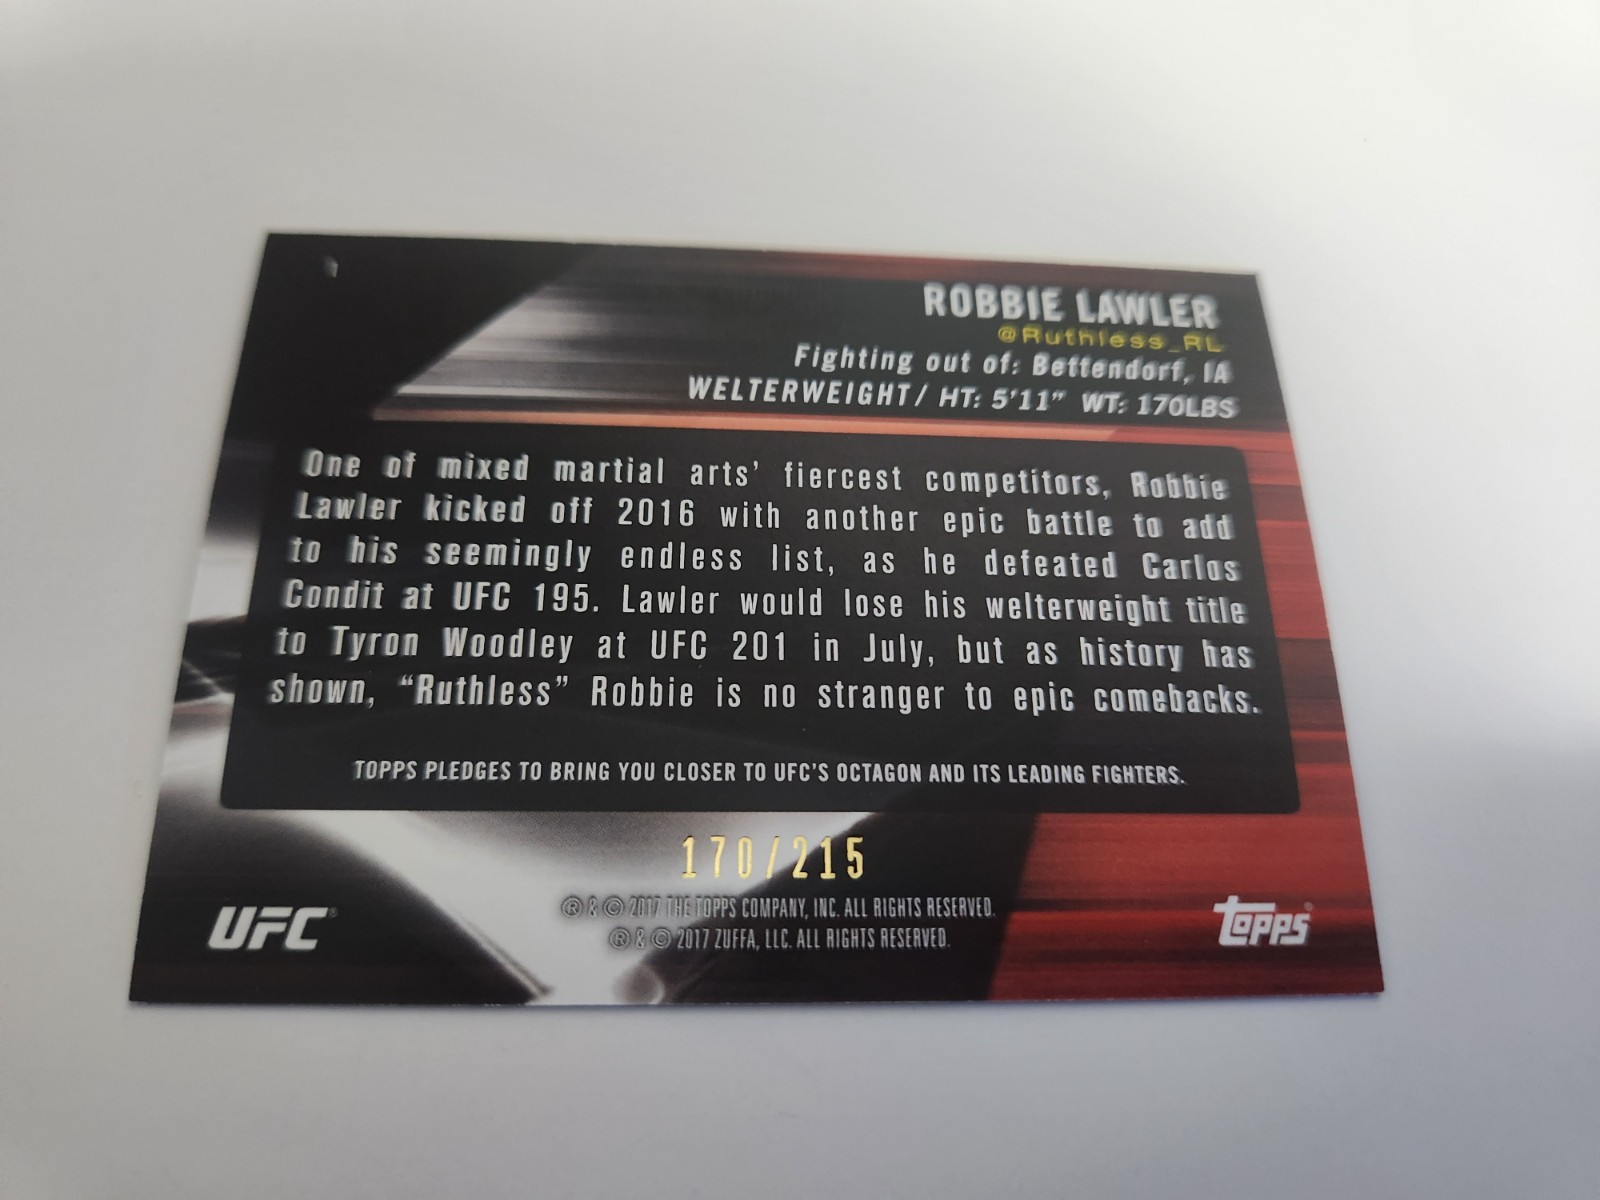 ROBBIE LAWLER
@Ruthless_RL
Fighting out of: Bettendorf, IA
WELTERWEIGHT/ HT: 5'11" WT: 170LBS
One of mixed martial arts' fiercest competitors, Robbie
Lawler kicked off 2016 with another epic battle to add
to his seemingly endless list, as he defeated Carlos
Condit at UFC 195. Lawler would lose his welterweight title
to Tyron Woodley at UFC 201 in July, but as history has
shown, “Ruthless” Robbie is no stranger to epic comebacks.
TOPPS PLEDGES TO BRING YOU CLOSER TO UFC'S OCTAGON AND ITS LEADING FIGHTERS.
170/215
® & © 2017 THE TOPPS COMPANY, INC. ALL RIGHTS RESERVED.
® & © 2017 ZUFFA, LLC. ALL RIGHTS RESERVED.
UFC®
topps®